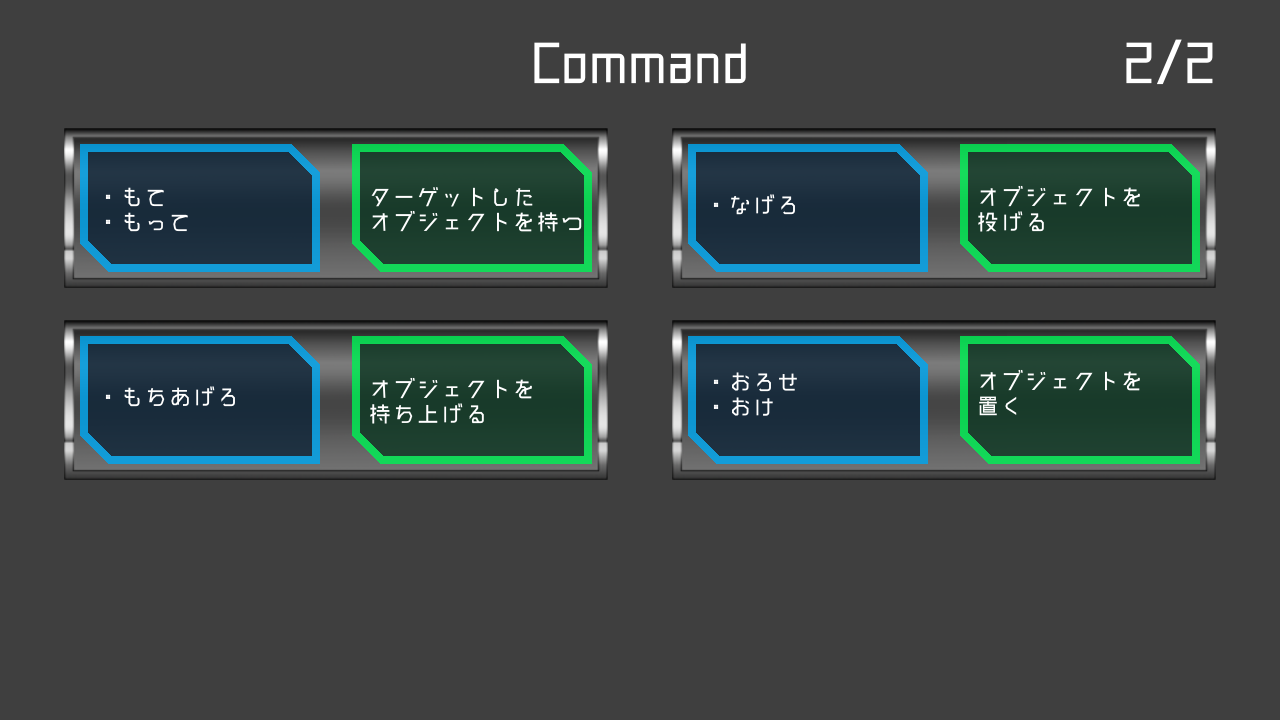 Command
2/2
・もて
・もって
ターゲットした
オブジェクトを持つ
・なげろ
オブジェクトを
投げる
・もちあげろ
オブジェクトを
持ち上げる
・おろせ
・おけ
オブジェクトを
置く